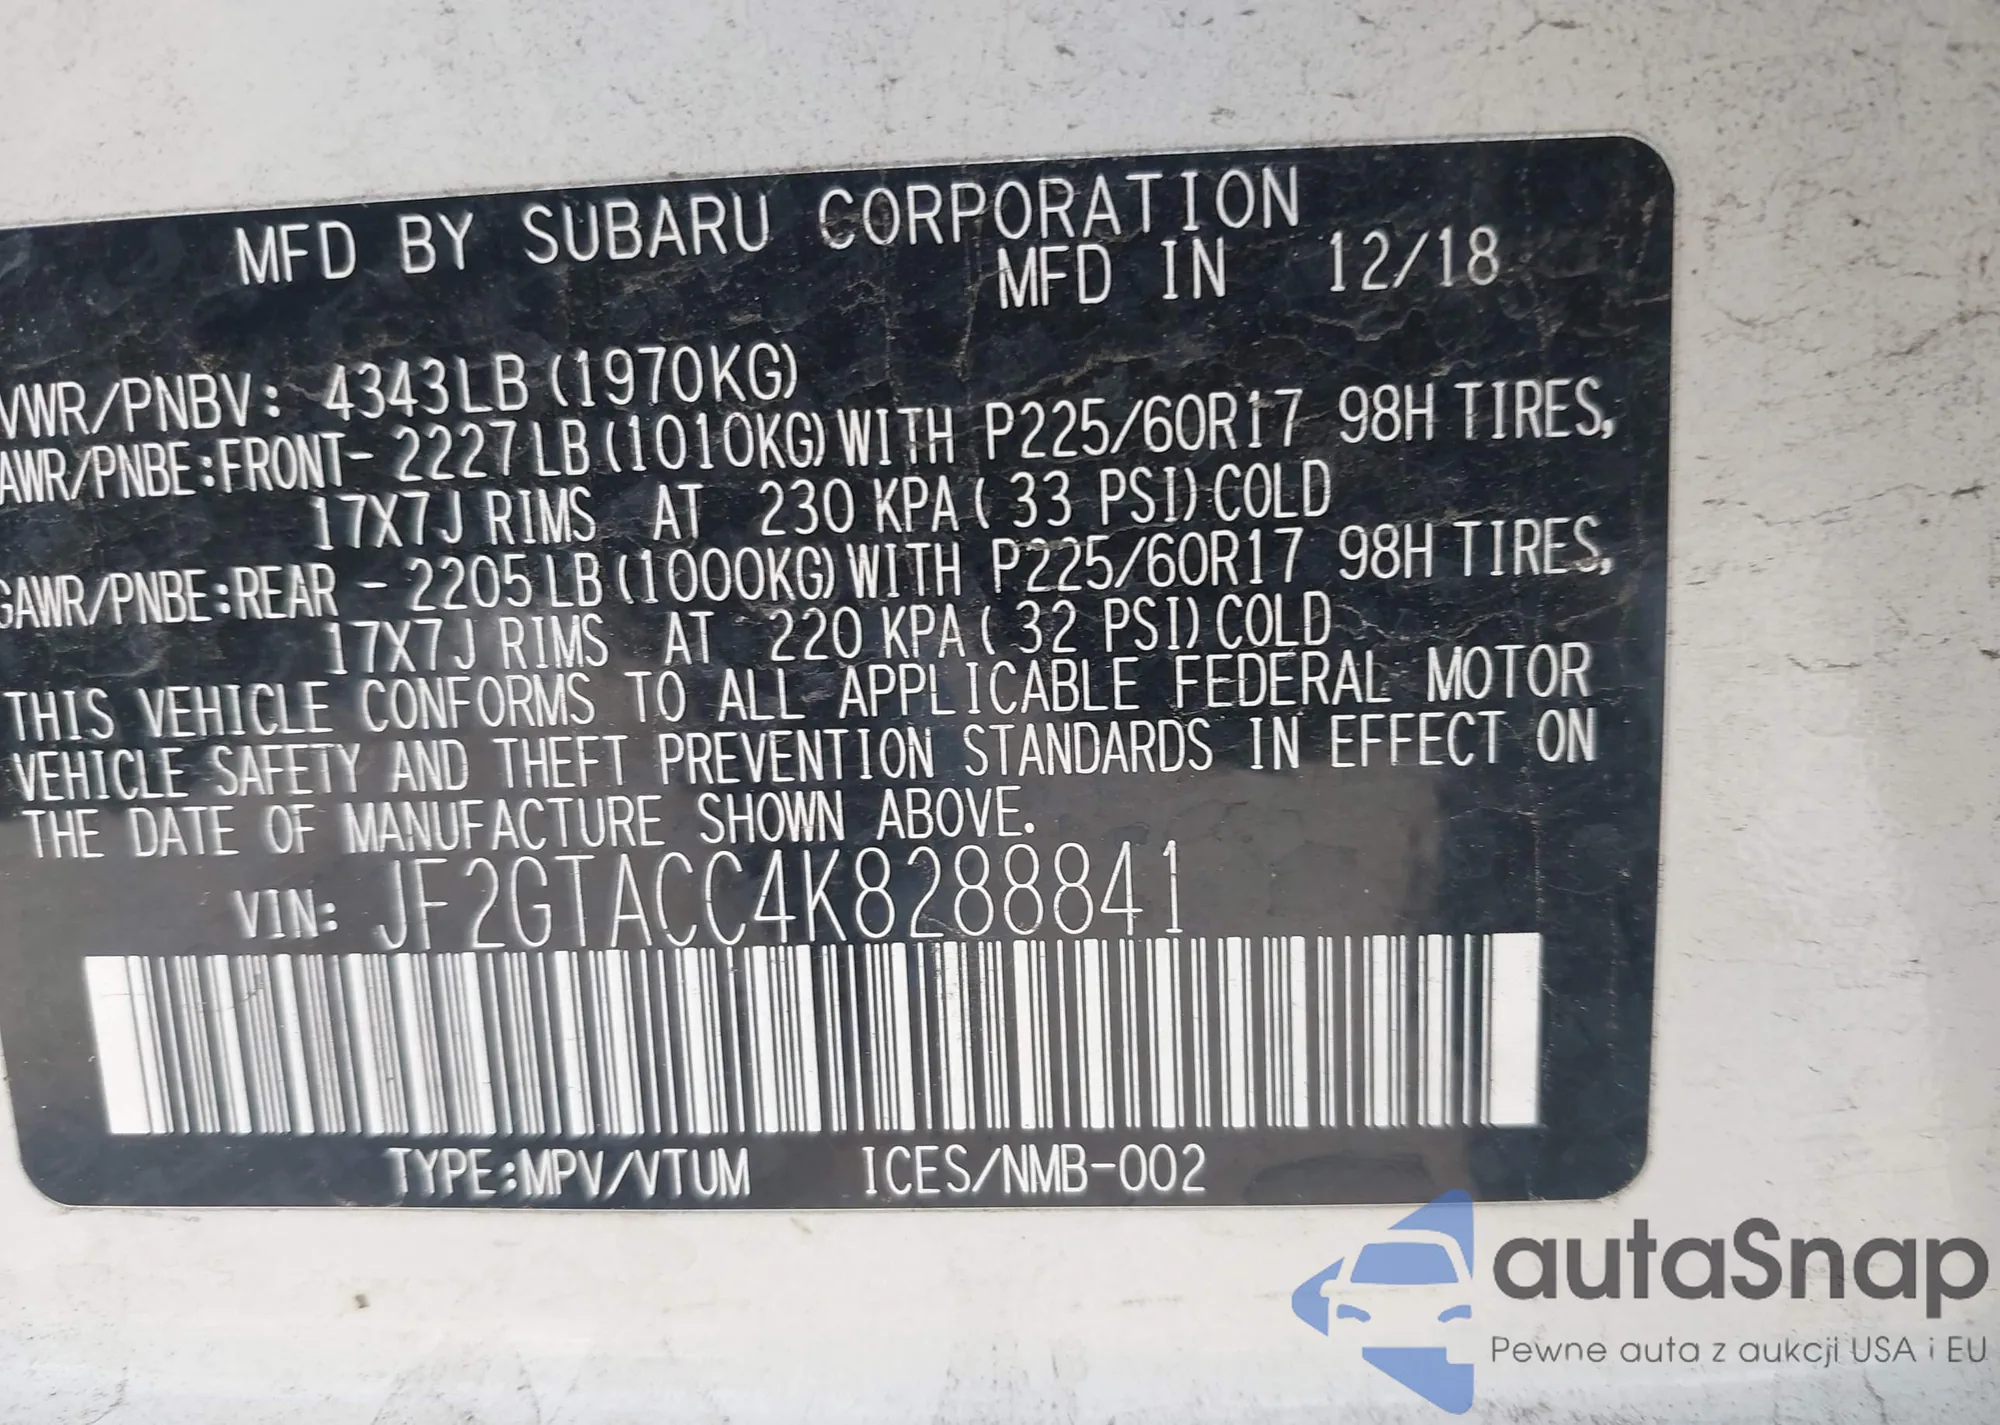 MFD BY SUBARU CORPORATION
MFD IN 12/18
VWR/PNBV: 4343LB (1970KG)
AWR/PNBE:FRONT- 2227LB (1010KG) WITH P225/60R17 98H TIRES,
17X7J RIMS AT 230 KPA ( 33 PSI) COLD
GAWR/PNBE:REAR - 2205LB (1000KG) WITH P225/60R17 98H TIRES,
17X7J RIMS AT 220 KPA ( 32 PSI) COLD
THIS VEHICLE CONFORMS TO ALL APPLICABLE FEDERAL MOTOR
VEHICLE SAFETY AND THEFT PREVENTION STANDARDS IN EFFECT ON
THE DATE OF MANUFACTURE SHOWN ABOVE.
VIN: JF2GTACC4K8288841
TYPE:MPV/VTUM ICES/NMB-002
autaSnap
Pewne auta z aukcji USA i EU